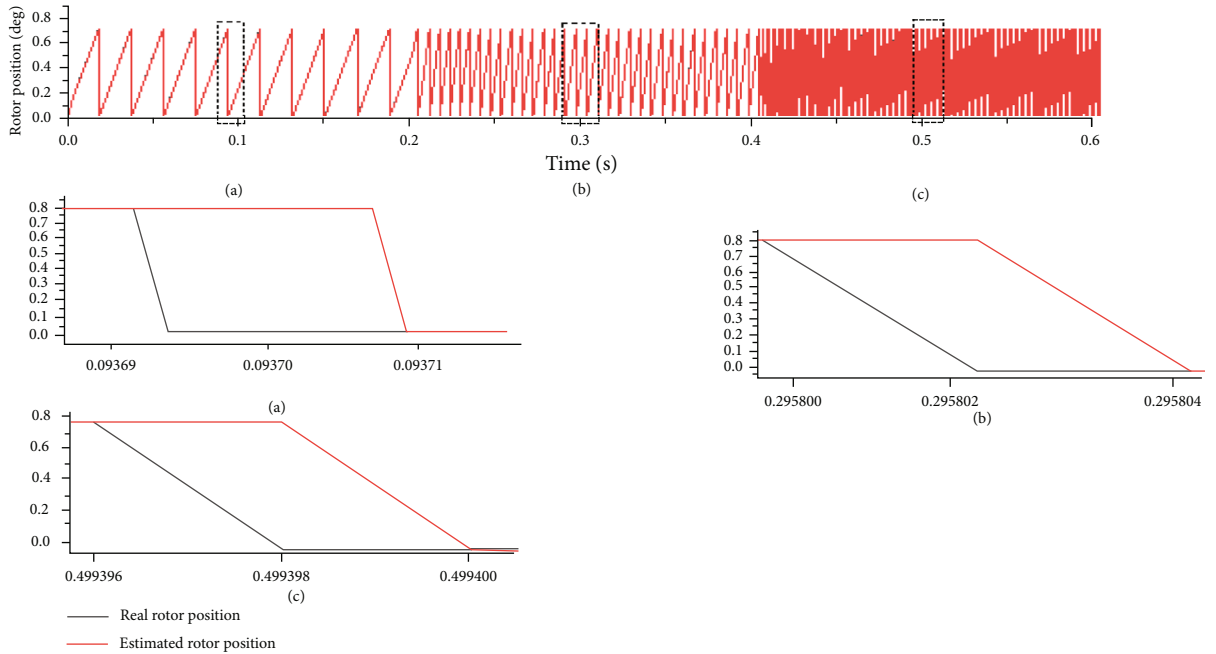 Rotor position (deg)
0.8
0.6
0.4
0.2
0.0
0.0 0.1 0.2 0.3 0.4 0.5 0.6
Time (s)
(a) (b) (c)
0.8
0.7
0.6
0.5
0.4
0.3
0.2
0.1
0.0
0.09369 0.09370 0.09371
(a)
0.8
0.7
0.6
0.5
0.4
0.3
0.2
0.1
0.0
0.295800 0.295802 0.295804
(b)
0.8
0.6
0.4
0.2
0.0
0.499396 0.499398 0.499400
(c)
Real rotor position
Estimated rotor position